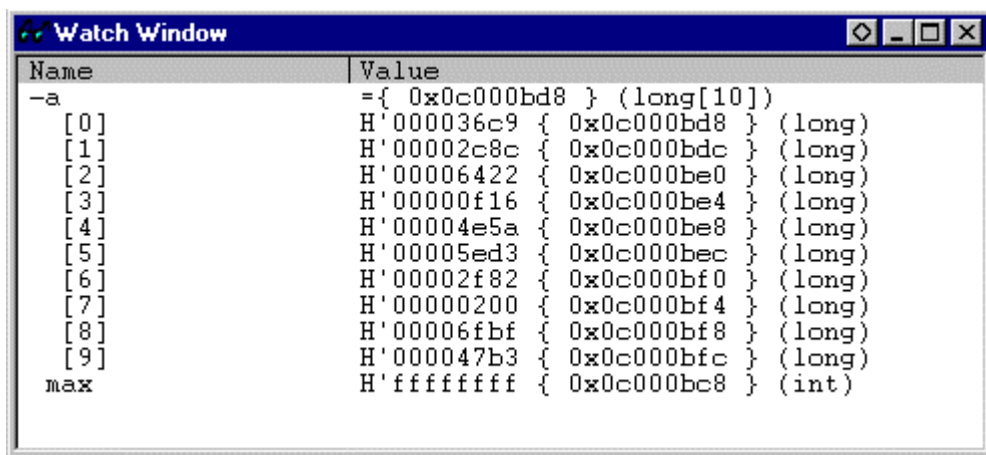 Watch Window
Name Value
-a ={ 0x0c000bd8 } (long[10])
[0] H'000036c9 { 0x0c000bd8 } (long)
[1] H'00002c8c { 0x0c000bdc } (long)
[2] H'00006422 { 0x0c000be0 } (long)
[3] H'00000f16 { 0x0c000be4 } (long)
[4] H'00004e5a { 0x0c000be8 } (long)
[5] H'00005ed3 { 0x0c000bec } (long)
[6] H'00002f82 { 0x0c000bf0 } (long)
[7] H'00000200 { 0x0c000bf4 } (long)
[8] H'00006fbf { 0x0c000bf8 } (long)
[9] H'000047b3 { 0x0c000bfc } (long)
max H'ffffffff { 0x0c000bc8 } (int)